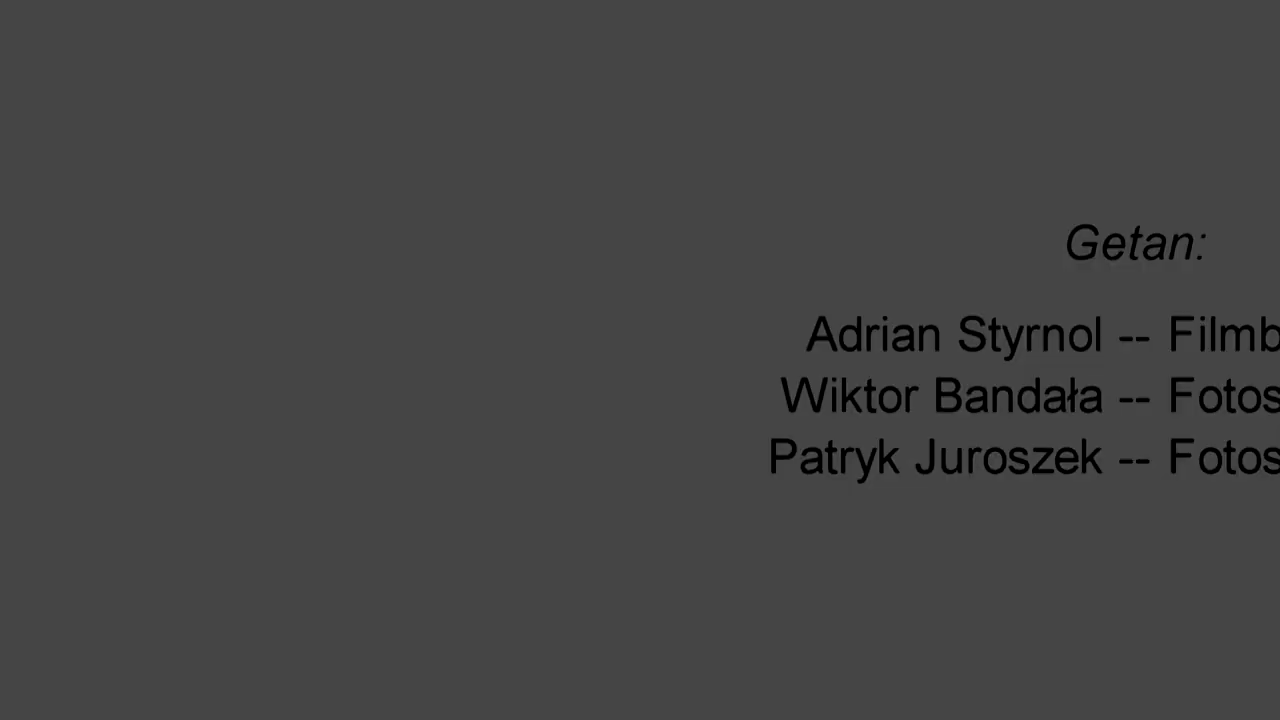 Getan:
Adrian Styrnol -- Filmb
Wiktor Bandała -- Fotos
Patryk Juroszek -- Fotos